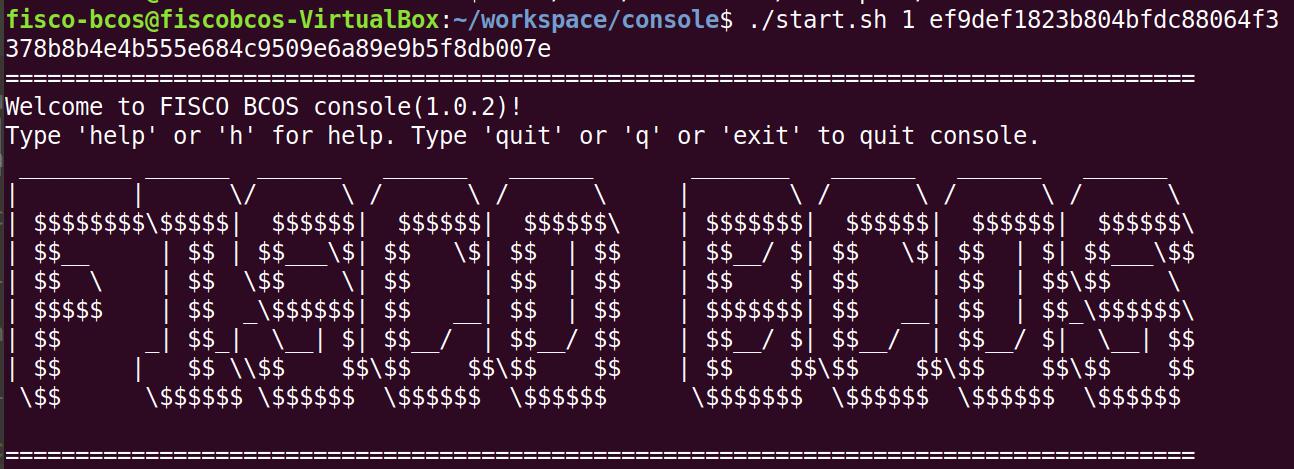 fisco-bcos@fiscobcos-VirtualBox:~/workspace/console$ ./start.sh 1 ef9def1823b804bfdc88064f3
378b8b4e4b555e684c9509e6a89e9b5f8db007e
=====================================================================================
Welcome to FISCO BCOS console(1.0.2)!
Type 'help' or 'h' for help. Type 'quit' or 'q' or 'exit' to quit console.
 ________ ______  ______   ______   ______       _______   ______   ______   ______
|        |      \/      \ /      \ /      \     |       \ /      \ /      \ /      \
| $$$$$$$$\$$$$$|  $$$$$$|  $$$$$$|  $$$$$$\    | $$$$$$$|  $$$$$$|  $$$$$$|  $$$$$$\
| $$__     | $$ | $$___\$| $$   \$| $$  | $$    | $$__/ $| $$   \$| $$  | $| $$___\$$
| $$  \    | $$  \$$    \| $$     | $$  | $$    | $$    $| $$     | $$  | $$\$$    \
| $$$$$    | $$  _\$$$$$$| $$   __| $$  | $$    | $$$$$$$| $$   __| $$  | $$_\$$$$$$\
| $$      _| $$_|  \__| $| $$__/  | $$__/ $$    | $$__/ $| $$__/  | $$__/ $|  \__| $$
| $$     |   $$ \\$$    $$\$$    $$\$$    $$    | $$    $$\$$    $$\$$    $$\$$    $$
 \$$      \$$$$$$ \$$$$$$  \$$$$$$  \$$$$$$      \$$$$$$$  \$$$$$$  \$$$$$$  \$$$$$$
=====================================================================================